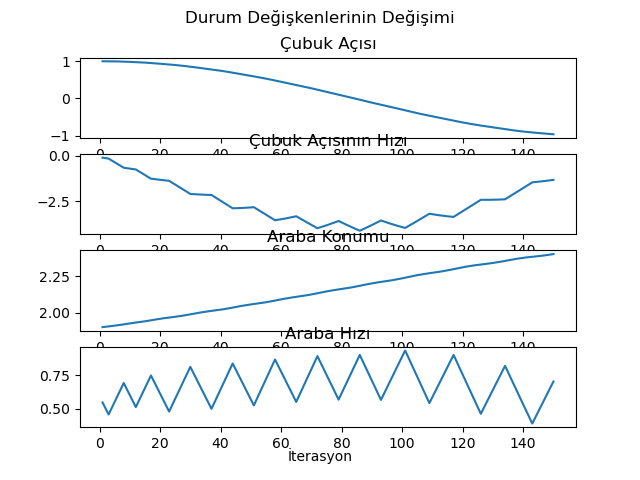 Durum Değişkenlerinin Değişimi
Çubuk Açısı
1
0
−1
0 20 40 60 80 100 120 140
Çubuk Açısının Hızı
0.0
−2.5
0 20 40 60 80 100 120 140
Araba Konumu
2.25
2.00
0 20 40 60 80 100 120 140
Araba Hızı
0.75
0.50
0 20 40 60 80 100 120 140
İterasyon